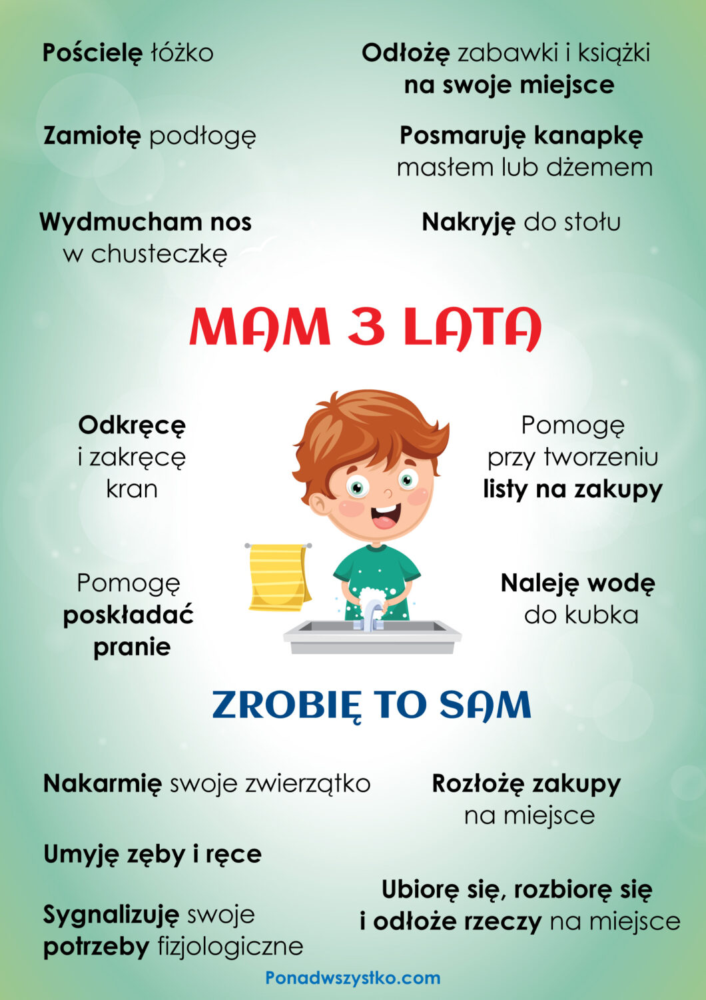 Pościelę łóżko
Odłożę zabawki i książki
na swoje miejsce
Zamiotę podłogę
Posmaruję kanapkę
masłem lub dżemem
Wydmucham nos
w chusteczkę
Nakryję do stołu
MAM 3 LATA
Odkręcę
i zakręcę
kran
Pomogę
przy tworzeniu
listy na zakupy
Pomogę
poskładać
pranie
Naleję wodę
do kubka
ZROBIĘ TO SAM
Nakarmię swoje zwierzątko
Rozłożę zakupy
na miejsce
Umyję zęby i ręce
Ubiorę się, rozbiorę się
i odłoże rzeczy na miejsce
Sygnalizuję swoje
potrzeby fizjologiczne
Ponadwszystko.com